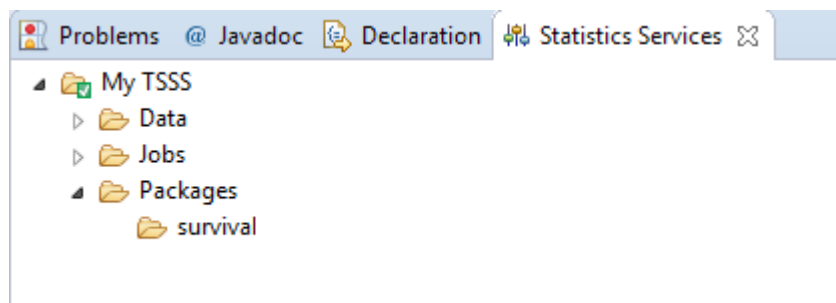 Problems @ Javadoc Declaration Statistics Services
My TSSS
Data
Jobs
Packages
survival